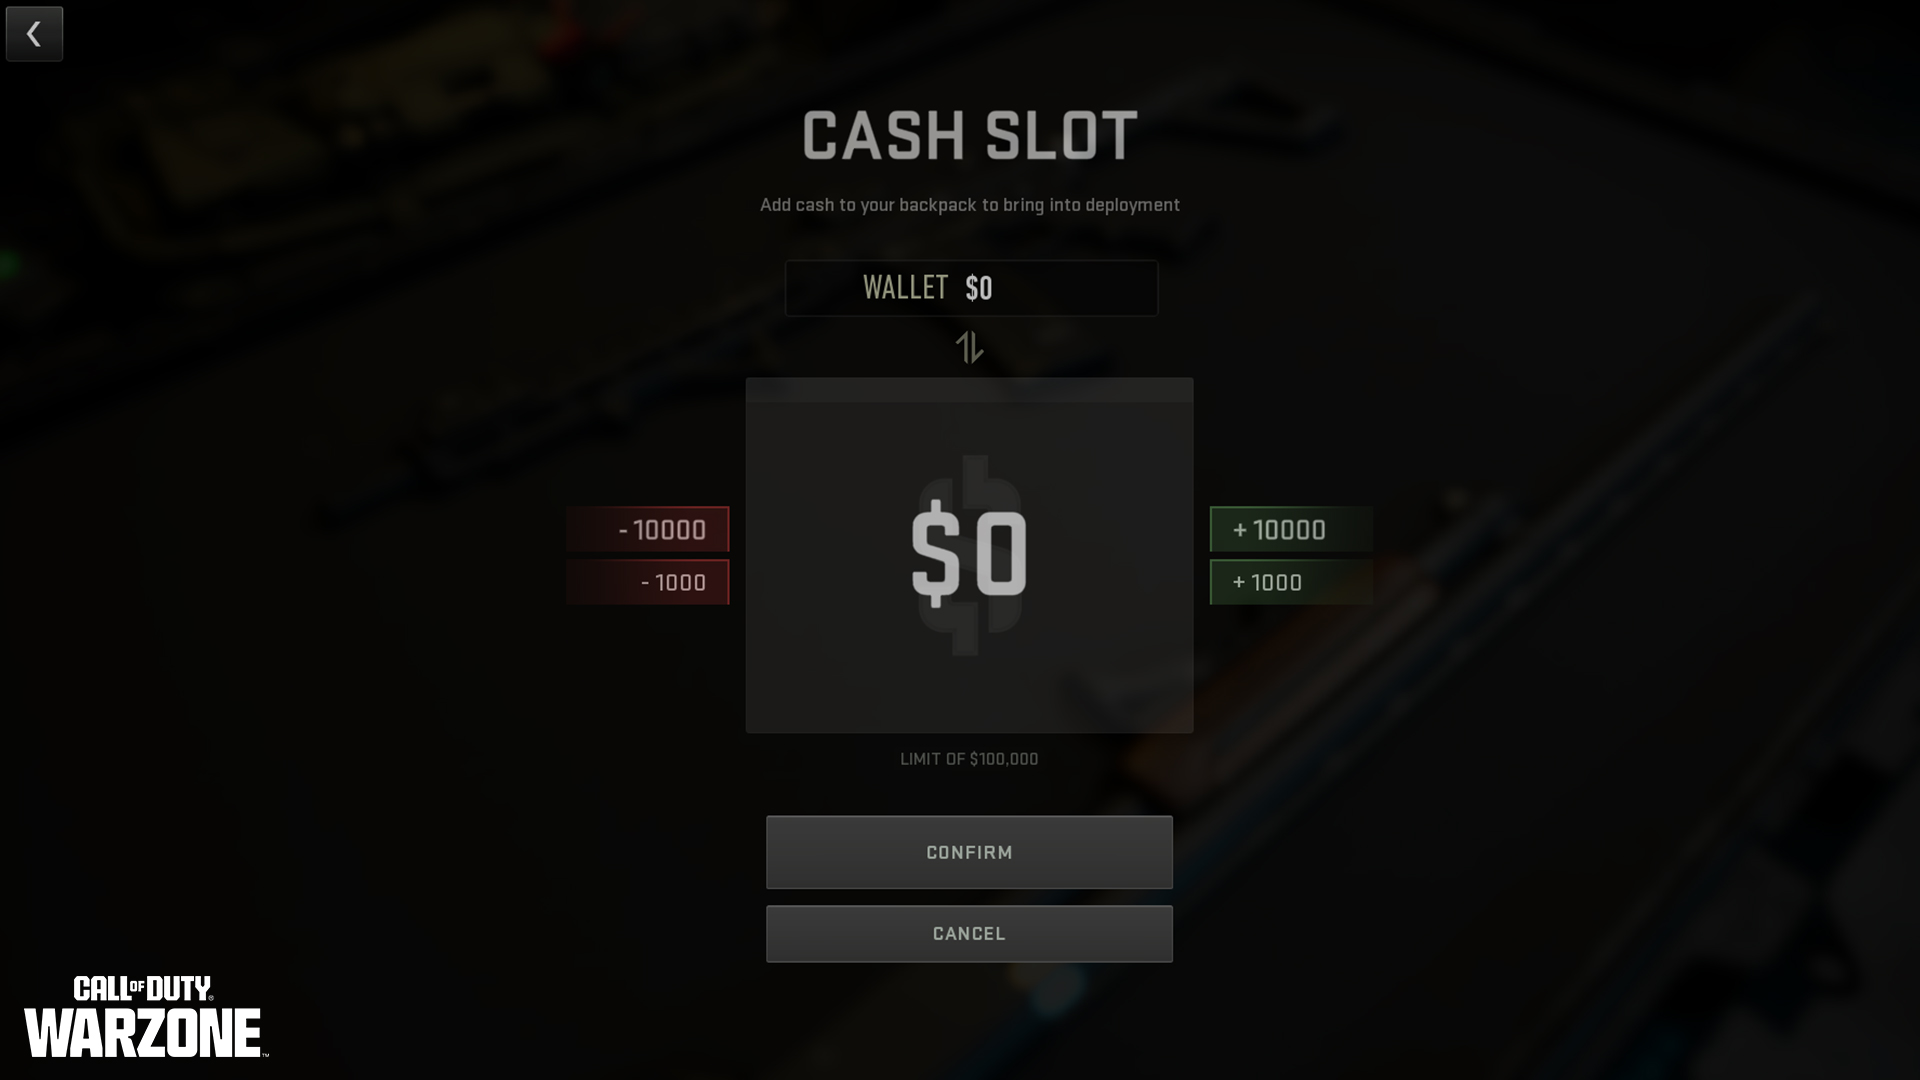 CASH SLOT
Add cash to your backpack to bring into deployment
WALLET $0
- 10000
- 1000
$0
+ 10000
+ 1000
LIMIT OF $100,000
CONFIRM
CANCEL
CALL OF DUTY®
WARZONE™